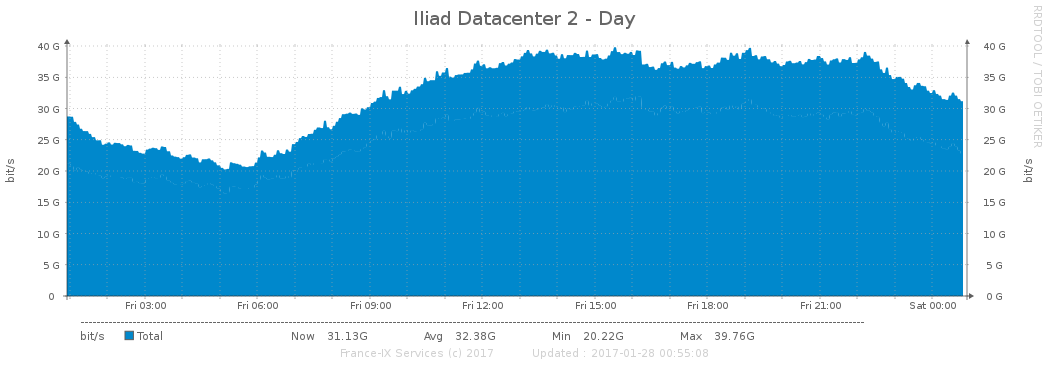 Iliad Datacenter 2 - Day
RRDTOOL / TOBI OETIKER
40 G 40 G
35 G 35 G
30 G 30 G
25 G 25 G
20 G 20 G
15 G 15 G
10 G 10 G
5 G 5 G
0 0 G
bit/s bit/s
Fri 03:00 Fri 06:00 Fri 09:00 Fri 12:00 Fri 15:00 Fri 18:00 Fri 21:00 Sat 00:00
bit/s Total Now 31.13G Avg 32.38G Min 20.22G Max 39.76G
France-IX Services (c) 2017 Updated : 2017-01-28 00:55:08